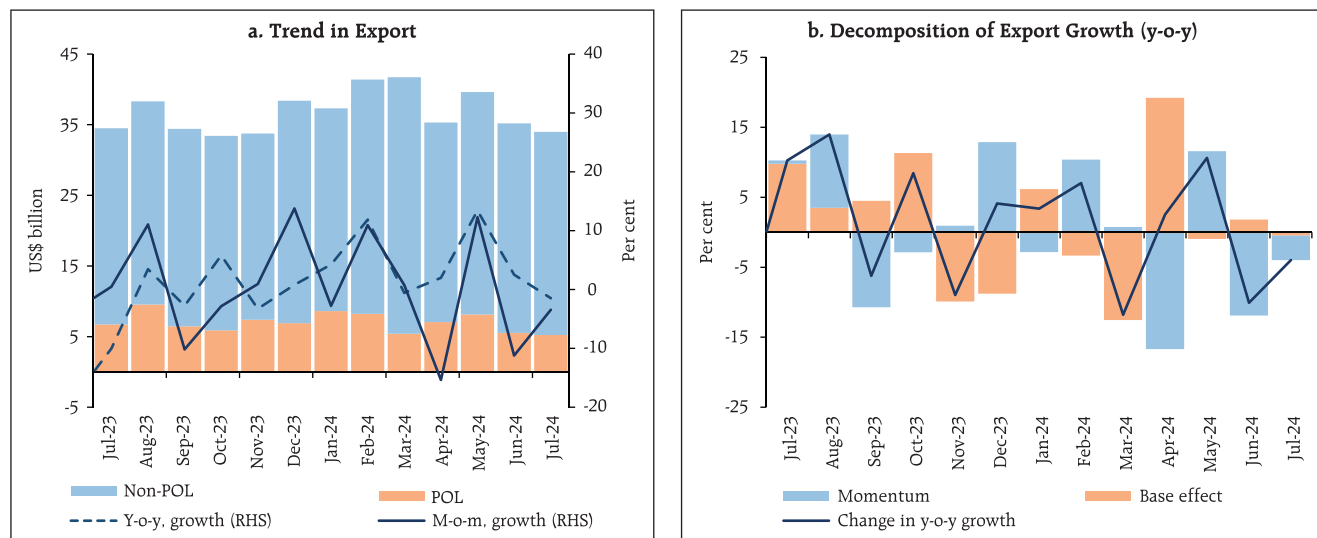 a. Trend in Export
45
35
25
15
5
-5
US$ billion
40
30
20
10
0
-10
-20
Per cent
Jul-23
Aug-23
Sep-23
Oct-23
Nov-23
Dec-23
Jan-24
Feb-24
Mar-24
Apr-24
May-24
Jun-24
Jul-24
Non-POL
POL
Y-o-y, growth (RHS)
M-o-m, growth (RHS)
b. Decomposition of Export Growth (y-o-y)
25
15
5
-5
-15
-25
Per cent
Jul-23
Aug-23
Sep-23
Oct-23
Nov-23
Dec-23
Jan-24
Feb-24
Mar-24
Apr-24
May-24
Jun-24
Jul-24
Momentum
Base effect
Change in y-o-y growth